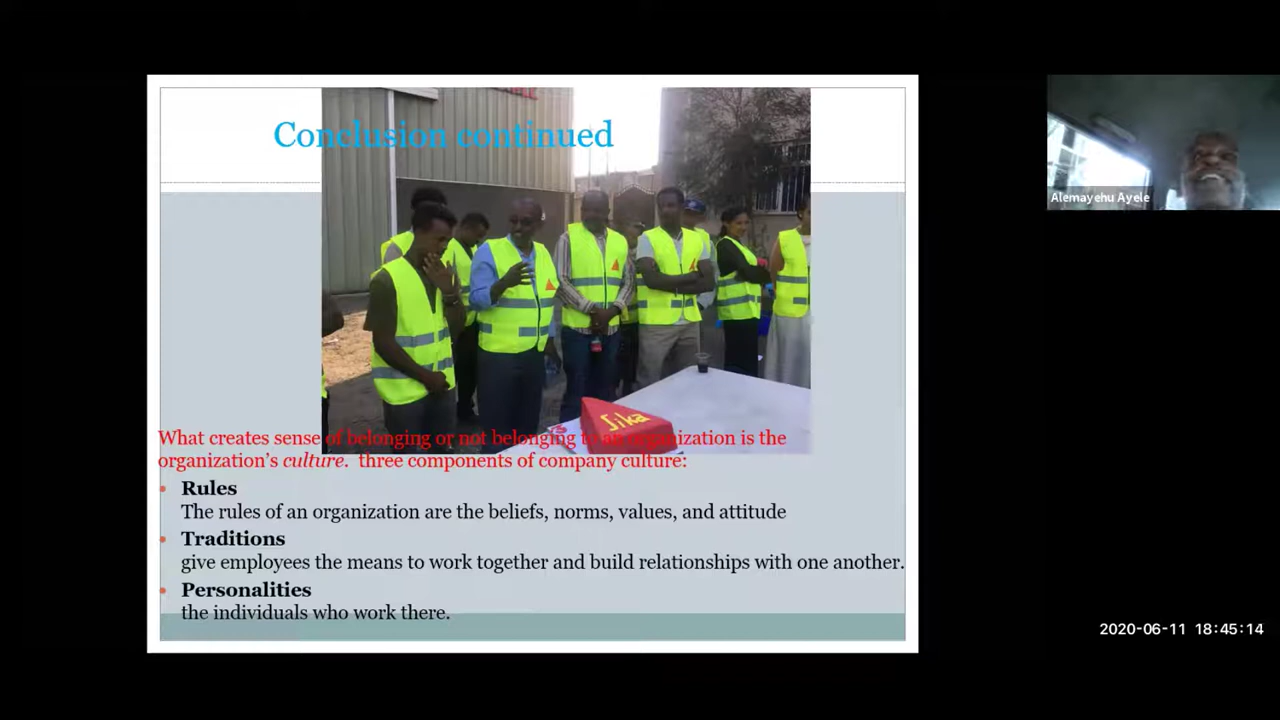 Conclusion continued
Alemayehu Ayele
Sika
What creates sense of belonging or not belonging to an organization is the
organization's culture. three components of company culture:
Rules
The rules of an organization are the beliefs, norms, values, and attitude
Traditions
give employees the means to work together and build relationships with one another.
Personalities
the individuals who work there.
2020-06-11 18:45:14